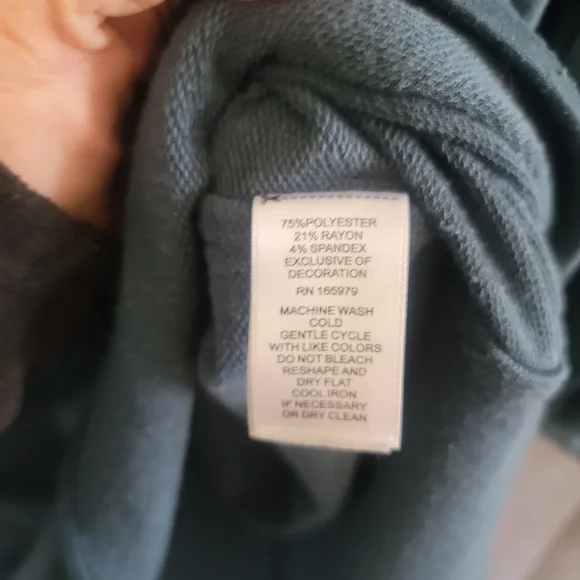 75%POLYESTER
21% RAYON
4% SPANDEX
EXCLUSIVE OF
DECORATION
RN 165979
MACHINE WASH
COLD
GENTLE CYCLE
WITH LIKE COLORS
DO NOT BLEACH
RESHAPE AND
DRY FLAT
COOL IRON
IF NECESSARY
OR DRY CLEAN